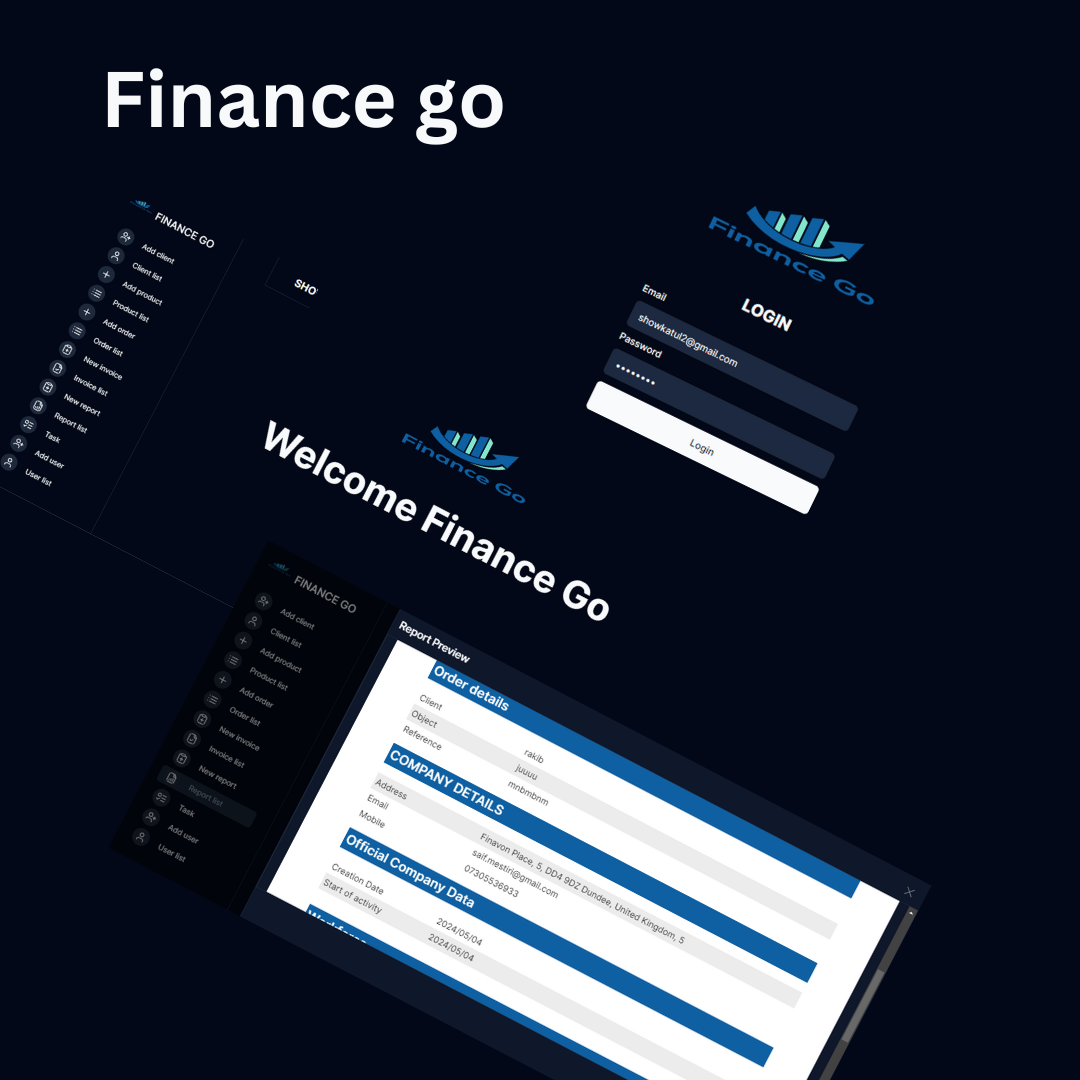 Finance go
FINANCE GO
Add client
Client list
Add product
Product list
Add order
Order list
New invoice
Invoice list
New report
Report list
Task
Add user
User list
SHO
Finance Go
LOGIN
Email
showkatul2@gmail.com
Password
Login
Finance Go
Welcome Finance Go
FINANCE GO
Add client
Client list
Add product
Product list
Add order
Order list
New invoice
Invoice list
New report
Report list
Task
Add user
User list
Report Preview
Order details
Client rakib
Object juuuu
Reference mnbmbnm
COMPANY DETAILS
Address Finavon Place, 5, DD4 9DZ Dundee, United Kingdom, S
Email saif.mestiri@gmail.com
Mobile 07305536933
Official Company Data
Creation Date 2024/05/04
Start of activity 2024/05/04
Workforce